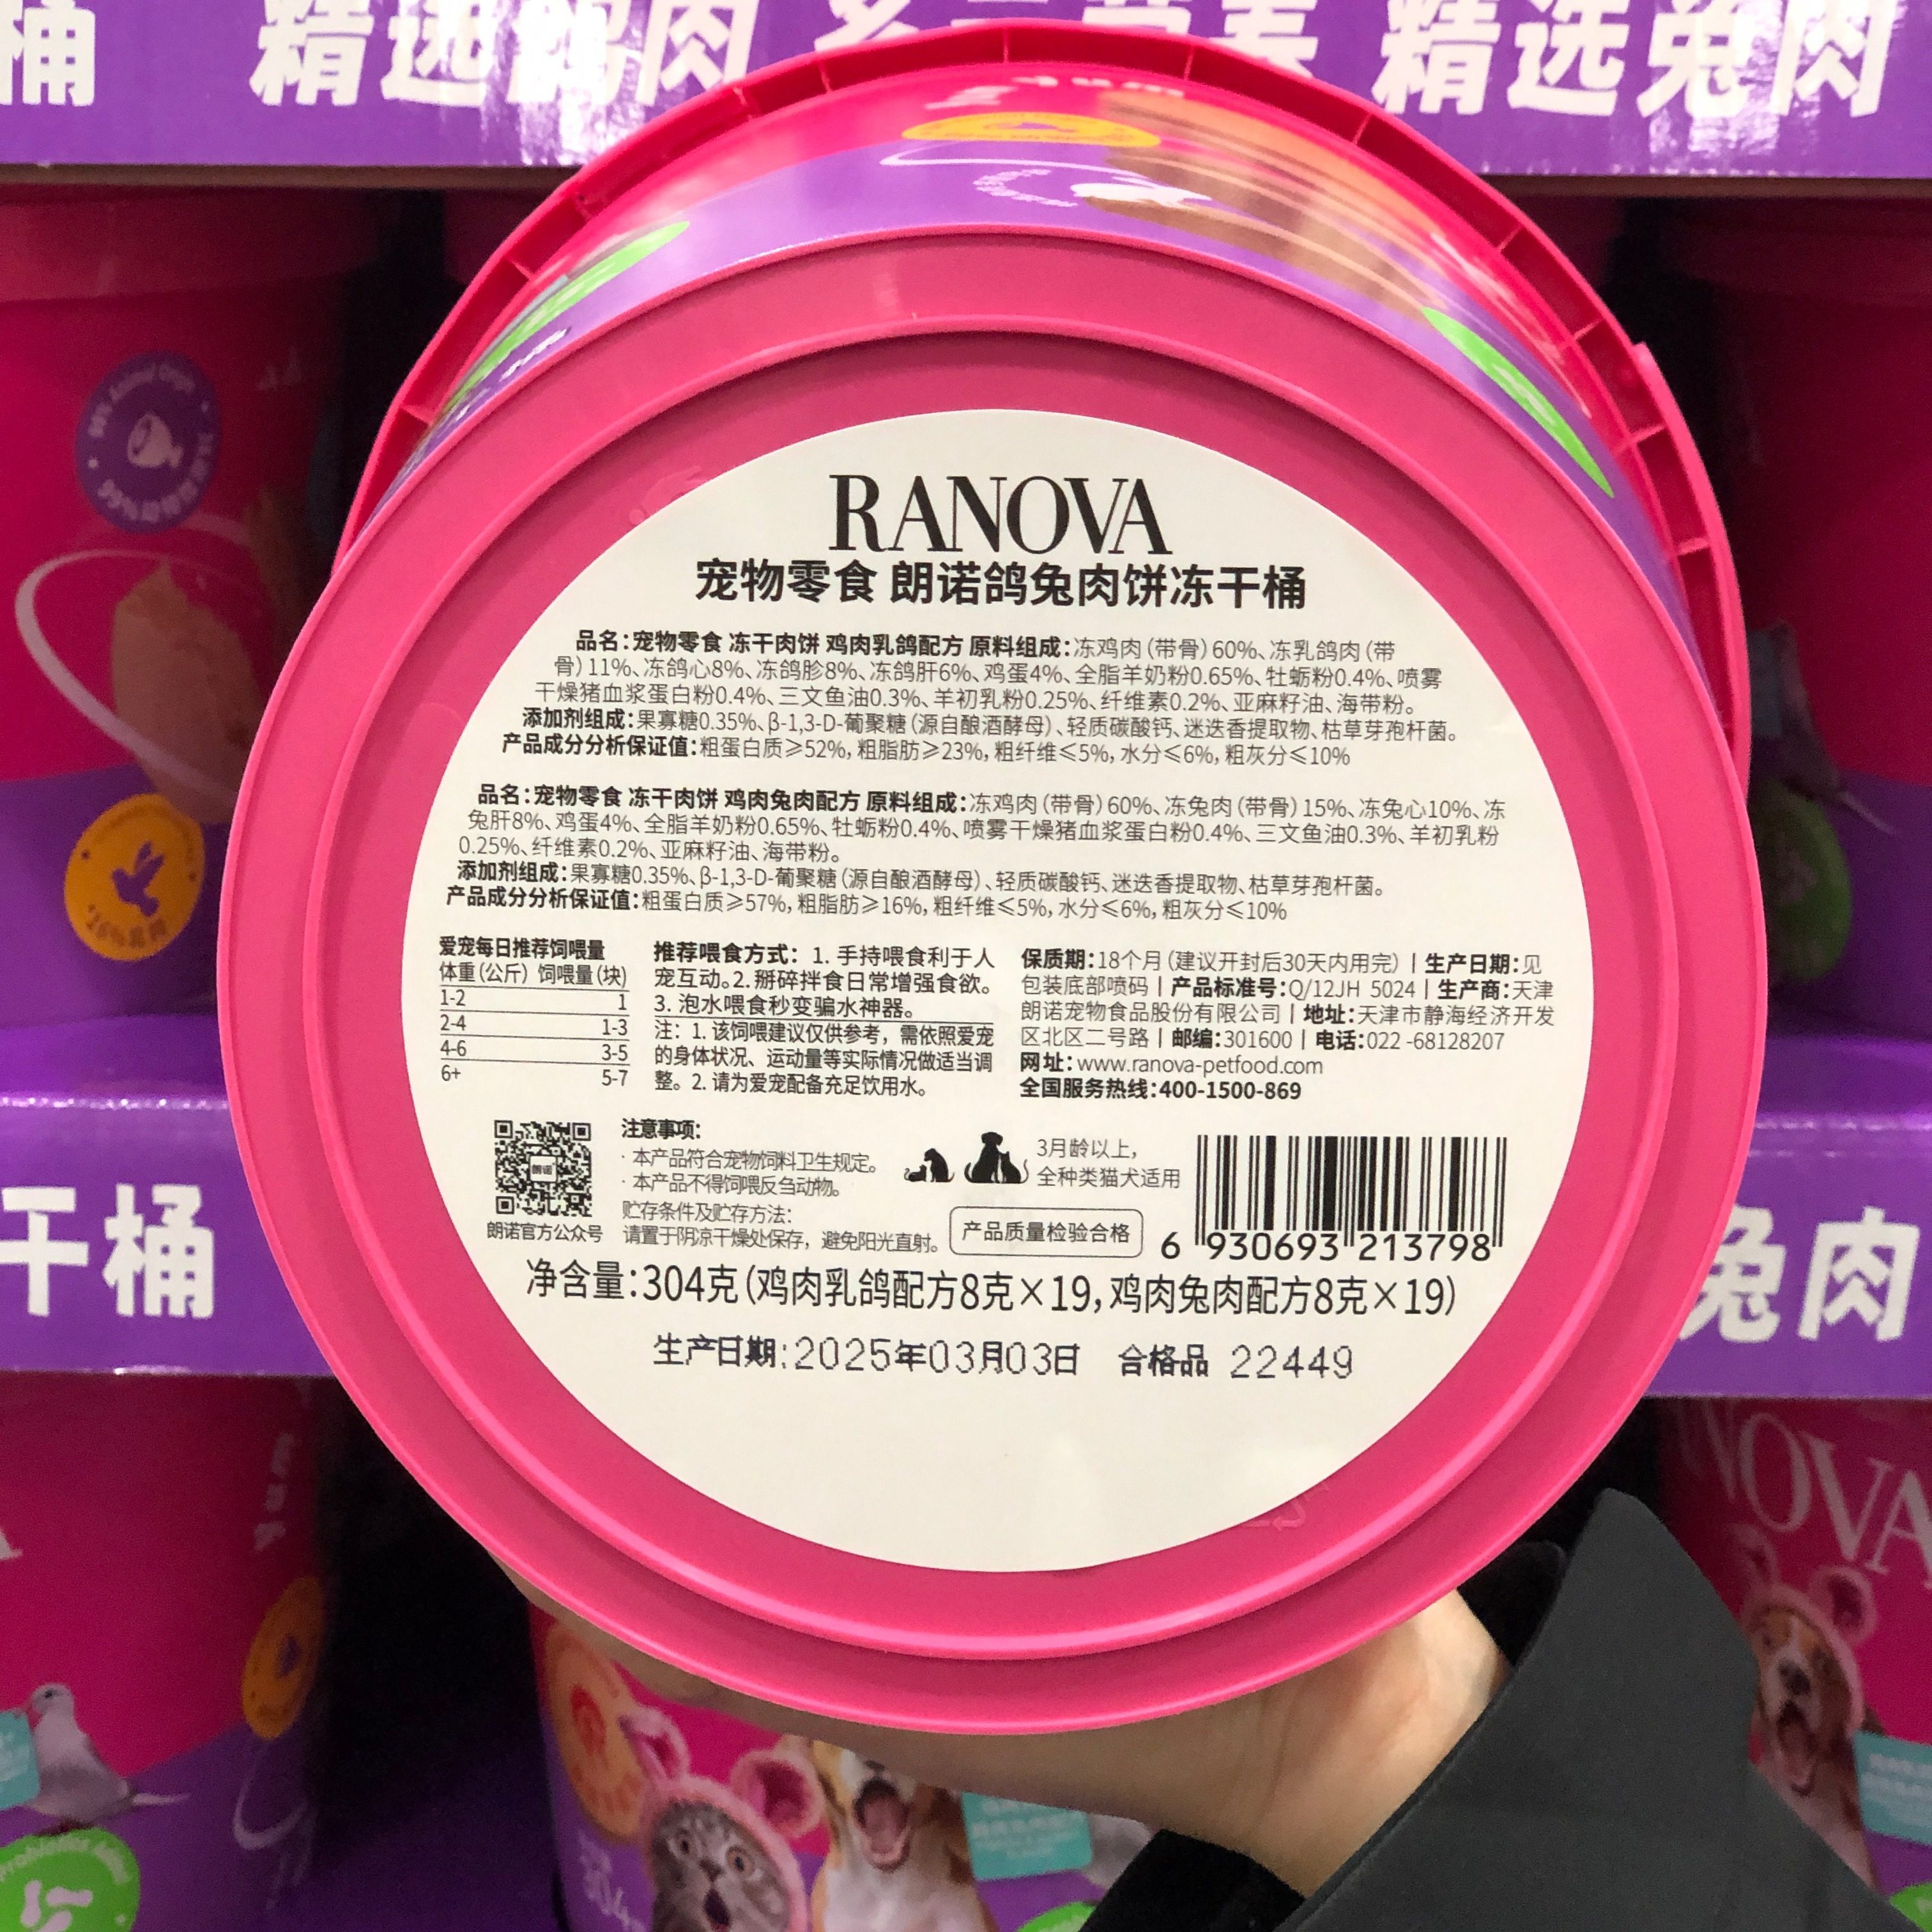 桶 精选鸽肉 精选兔肉
RANOVA
宠物零食 朗诺鸽兔肉饼冻干桶
品名:宠物零食 冻干肉饼 鸡肉乳鸽配方 原料组成:冻鸡肉(带骨)60%、冻乳鸽肉(带
骨)11%、冻鸽心8%、冻鸽胗8%、冻鸽肝6%、鸡蛋4%、全脂羊奶粉0.65%、牡蛎粉0.4%、喷雾
干燥猪血浆蛋白粉0.4%、三文鱼油0.3%、羊初乳粉0.25%、纤维素0.2%、亚麻籽油、海带粉。
添加剂组成:果寡糖0.35%、β-1,3-D-葡聚糖(源自酿酒酵母)、轻质碳酸钙、迷迭香提取物、枯草芽孢杆菌。
产品成分分析保证值:粗蛋白质≥52%, 粗脂肪≥23%, 粗纤维≤5%, 水分≤6%, 粗灰分≤10%
品名:宠物零食 冻干肉饼 鸡肉兔肉配方 原料组成:冻鸡肉(带骨)60%、冻兔肉(带骨)15%、冻兔心10%、冻
兔肝8%、鸡蛋4%、全脂羊奶粉0.65%、牡蛎粉0.4%、喷雾干燥猪血浆蛋白粉0.4%、三文鱼油0.3%、羊初乳粉
0.25%、纤维素0.2%、亚麻籽油、海带粉。
添加剂组成:果寡糖0.35%、β-1,3-D-葡聚糖(源自酿酒酵母)、轻质碳酸钙、迷迭香提取物、枯草芽孢杆菌。
产品成分分析保证值:粗蛋白质≥57%, 粗脂肪≥16%, 粗纤维≤5%, 水分≤6%, 粗灰分≤10%
爱宠每日推荐饲喂量
体重(公斤) 饲喂量(块)
1-2 1
2-4 1-3
4-6 3-5
6+ 5-7
推荐喂食方式: 1. 手持喂食利于人
宠互动。2. 掰碎拌食日常增强食欲。
3. 泡水喂食秒变骗水神器。
注: 1. 该饲喂建议仅供参考, 需依照爱宠
的身体状况、运动量等实际情况做适当调
整。2. 请为爱宠配备充足饮用水。
保质期:18个月(建议开封后30天内用完) | 生产日期:见
包装底部喷码 | 产品标准号:Q/12JH 5024 | 生产商:天津
朗诺宠物食品股份有限公司 | 地址:天津市静海经济开发
区北区二号路 | 邮编:301600 | 电话:022 -68128207
网址: www.ranova-petfood.com
全国服务热线:400-1500-869
朗诺
朗诺官方公众号
注意事项:
· 本产品符合宠物饲料卫生规定。
· 本产品不得饲喂反刍动物。
贮存条件及贮存方法:
请置于阴凉干燥处保存, 避免阳光直射。
3月龄以上,
全种类猫犬适用
产品质量检验合格
6 930693 213798
净含量:304克(鸡肉乳鸽配方8克×19, 鸡肉兔肉配方8克×19)
生产日期:2025年03月03日 合格品 22449
干桶
兔肉
NOVA
Probiotics Added